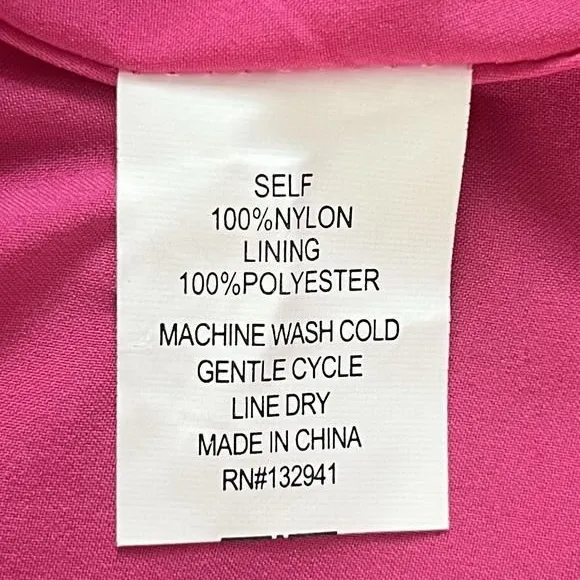 SELF
100%NYLON
LINING
100%POLYESTER
MACHINE WASH COLD
GENTLE CYCLE
LINE DRY
MADE IN CHINA
RN#132941